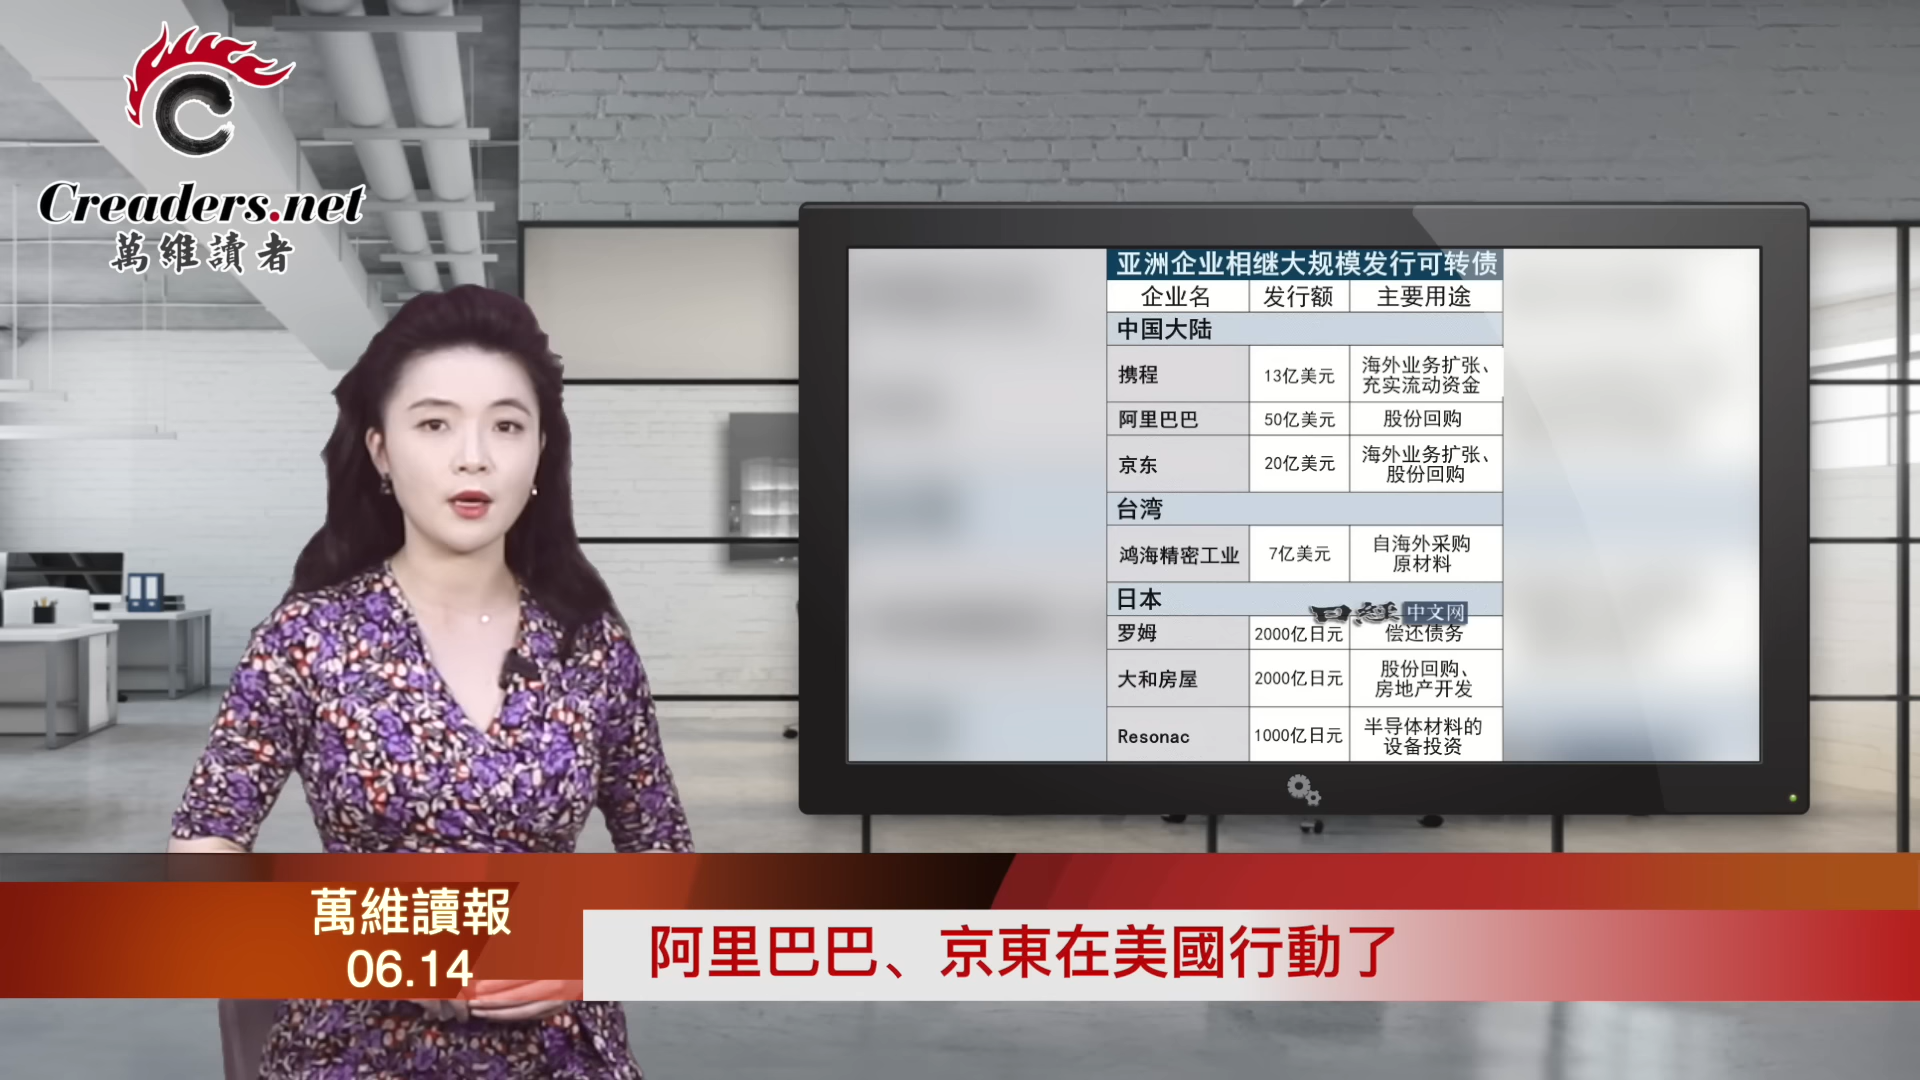 Creaders.net
萬維讀者
亚洲企业相继大规模发行可转债
企业名 发行额 主要用途
中国大陆
携程 13亿美元 海外业务扩张、
充实流动资金
阿里巴巴 50亿美元 股份回购
京东 20亿美元 海外业务扩张、
股份回购
台湾
鸿海精密工业 7亿美元 自海外采购
原材料
日本
日経中文网
罗姆 2000亿日元 偿还债务
大和房屋 2000亿日元 股份回购、
房地产开发
Resonac 1000亿日元 半导体材料的
设备投资
萬維讀報
06.14
阿里巴巴、京東在美國行動了